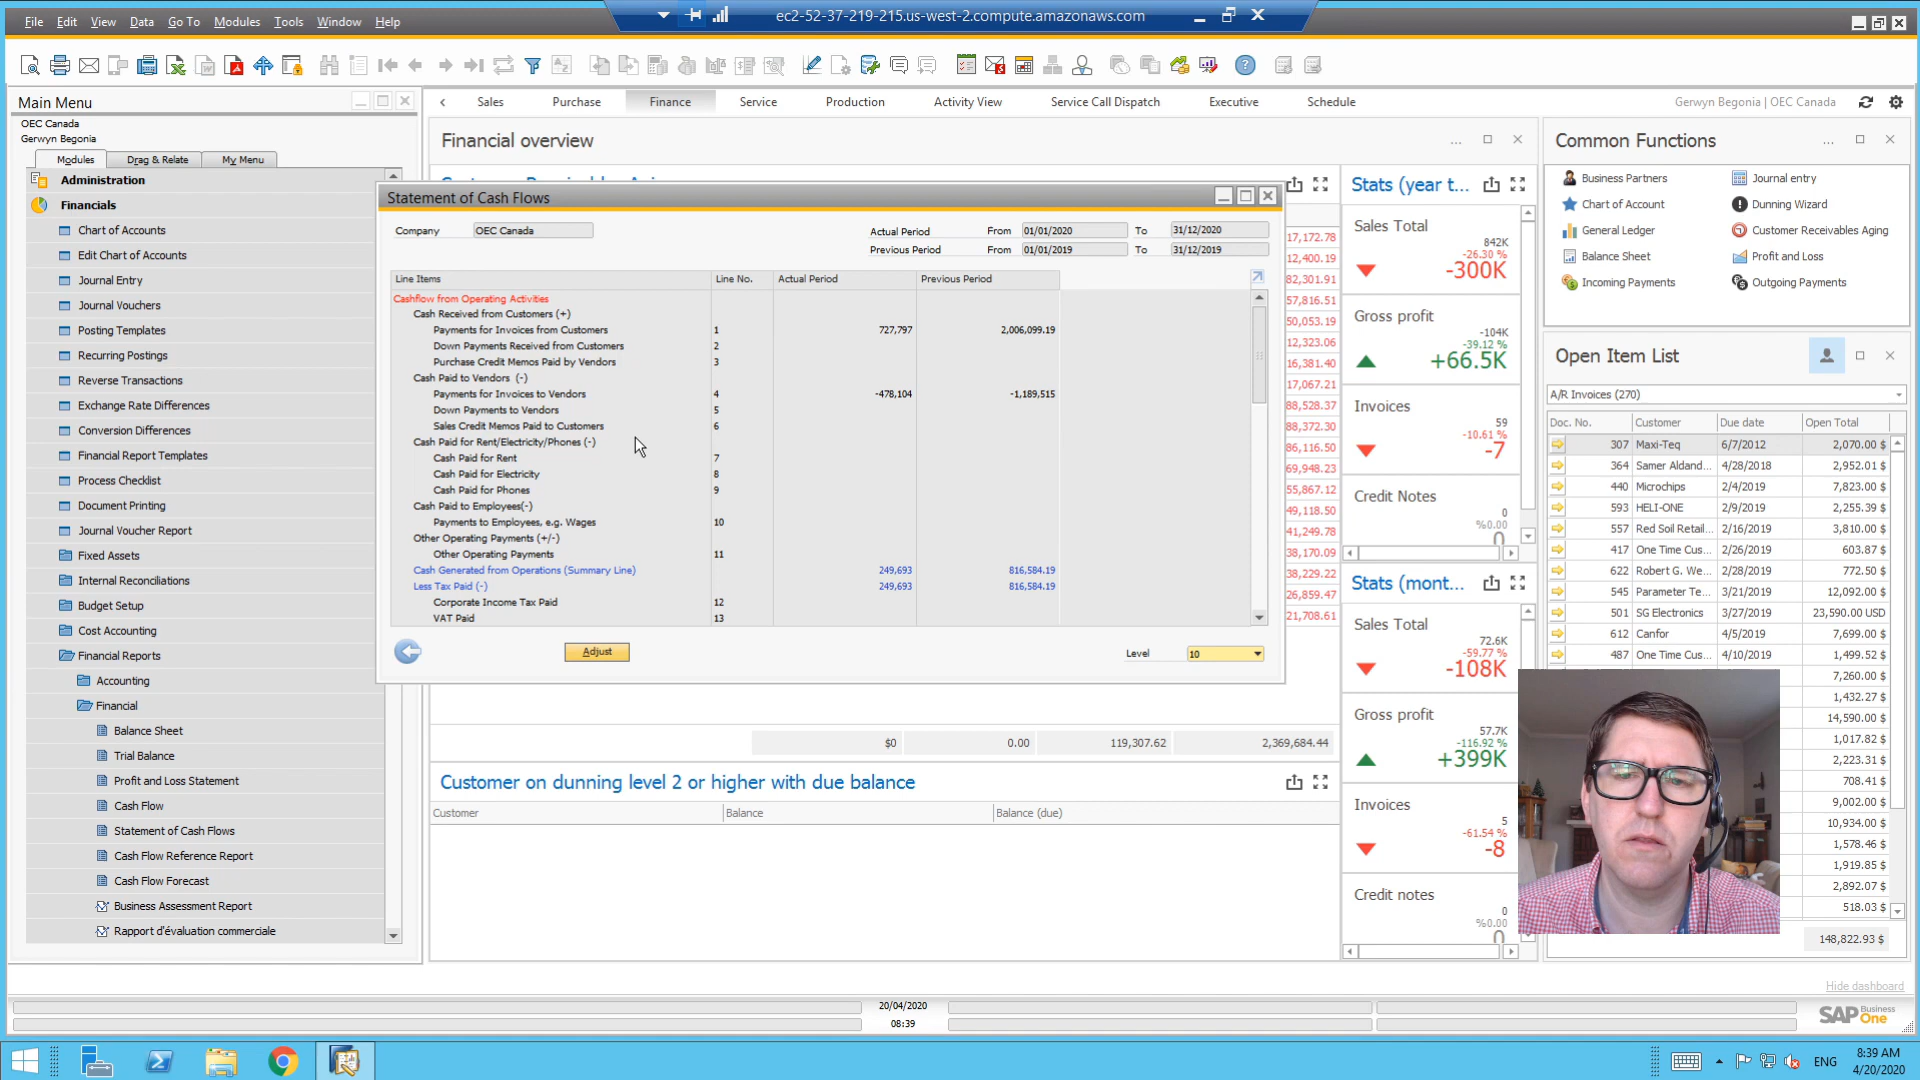 ec2-52-37-219-215.us-west-2.compute.amazonaws.com
File Edit View Data Go To Modules Tools Window Help
Main Menu
OEC Canada
Gerwyn Begonia
Modules Drag & Relate My Menu
Administration
Financials
Chart of Accounts
Edit Chart of Accounts
Journal Entry
Journal Vouchers
Posting Templates
Recurring Postings
Reverse Transactions
Exchange Rate Differences
Conversion Differences
Financial Report Templates
Process Checklist
Document Printing
Journal Voucher Report
Fixed Assets
Internal Reconciliations
Budget Setup
Cost Accounting
Financial Reports
Accounting
Financial
Balance Sheet
Trial Balance
Profit and Loss Statement
Cash Flow
Statement of Cash Flows
Cash Flow Reference Report
Cash Flow Forecast
Business Assessment Report
Rapport d'évaluation commerciale
Sales Purchase Finance Service Production Activity View Service Call Dispatch Executive Schedule
Gerwyn Begonia | OEC Canada
Financial overview
Statement of Cash Flows
Company OEC Canada
Actual Period From 01/01/2020 To 31/12/2020
Previous Period From 01/01/2019 To 31/12/2019
Line Items Line No. Actual Period Previous Period
Cashflow from Operating Activities
Cash Received from Customers (+)
Payments for Invoices from Customers 1 727,797 2,006,099.19
Down Payments Received from Customers 2
Purchase Credit Memos Paid by Vendors 3
Cash Paid to Vendors (-)
Payments for Invoices to Vendors 4 -478,104 -1,189,515
Down Payments to Vendors 5
Sales Credit Memos Paid to Customers 6
Cash Paid for Rent/Electricity/Phones (-)
Cash Paid for Rent 7
Cash Paid for Electricity 8
Cash Paid for Phones 9
Cash Paid to Employees(-)
Payments to Employees, e.g. Wages 10
Other Operating Payments (+/-)
Other Operating Payments 11
Cash Generated from Operations (Summary Line) 249,693 816,584.19
Less Tax Paid (-) 249,693 816,584.19
Corporate Income Tax Paid 12
VAT Paid 13
Adjust
Level 10
17,172.78
12,400.19
82,301.91
57,816.51
50,053.19
12,323.06
16,381.40
17,067.21
88,528.37
88,372.30
86,116.50
69,948.23
55,867.12
49,118.50
41,249.78
38,170.09
38,229.22
26,859.47
21,708.61
$0 0.00 119,307.62 2,369,684.44
Customer on dunning level 2 or higher with due balance
Customer Balance Balance (due)
Stats (year t...
Sales Total
842K
-26.30 %
-300K
Gross profit
-104K
-39.12 %
+66.5K
Invoices
59
-10.61 %
-7
Credit Notes
0
%0.00
0
Stats (mont...
Sales Total
72.6K
-59.77 %
-108K
Gross profit
57.7K
-116.92 %
+399K
Invoices
5
-61.54 %
-8
Credit notes
0
%0.00
0
Common Functions
Business Partners Journal entry
Chart of Account Dunning Wizard
General Ledger Customer Receivables Aging
Balance Sheet Profit and Loss
Incoming Payments Outgoing Payments
Open Item List
A/R Invoices (270)
Doc. No. Customer Due date Open Total
307 Maxi-Teq 6/7/2012 2,070.00 $
364 Samer Aldand... 4/28/2018 2,952.01 $
440 Microchips 2/4/2019 7,823.00 $
593 HELI-ONE 2/9/2019 2,255.39 $
557 Red Soil Retail... 2/16/2019 3,810.00 $
417 One Time Cus... 2/26/2019 603.87 $
622 Robert G. We... 2/28/2019 772.50 $
545 Parameter Te... 3/21/2019 12,092.00 $
501 SG Electronics 3/27/2019 23,590.00 USD
612 Canfor 4/5/2019 7,699.00 $
487 One Time Cus... 4/10/2019 1,499.52 $
7,260.00 $
1,432.27 $
14,590.00 $
1,017.82 $
2,223.31 $
708.41 $
9,002.00 $
10,934.00 $
1,578.46 $
1,919.85 $
2,892.07 $
518.03 $
148,822.93 $
Hide dashboard
20/04/2020
08:39
SAP Business One
ENG
8:39 AM
4/20/2020